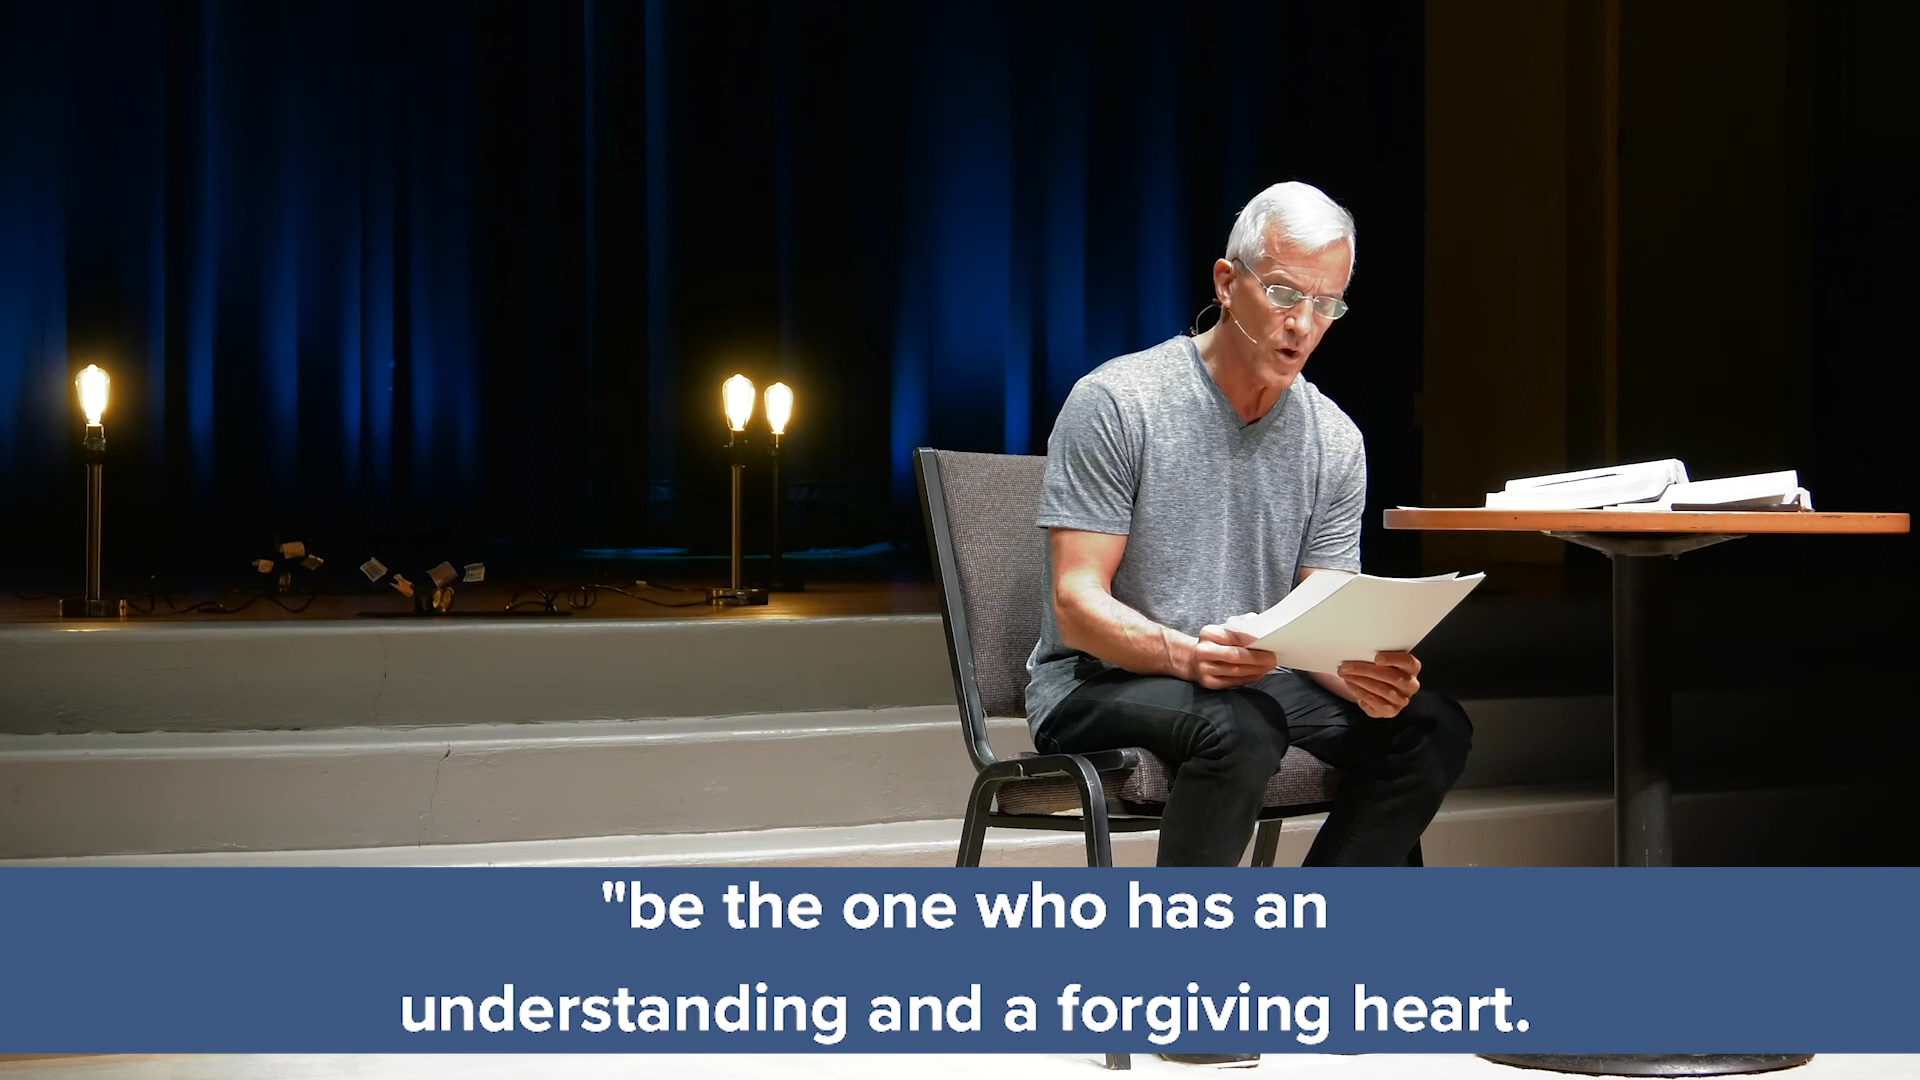 "be the one who has an
understanding and a forgiving heart.